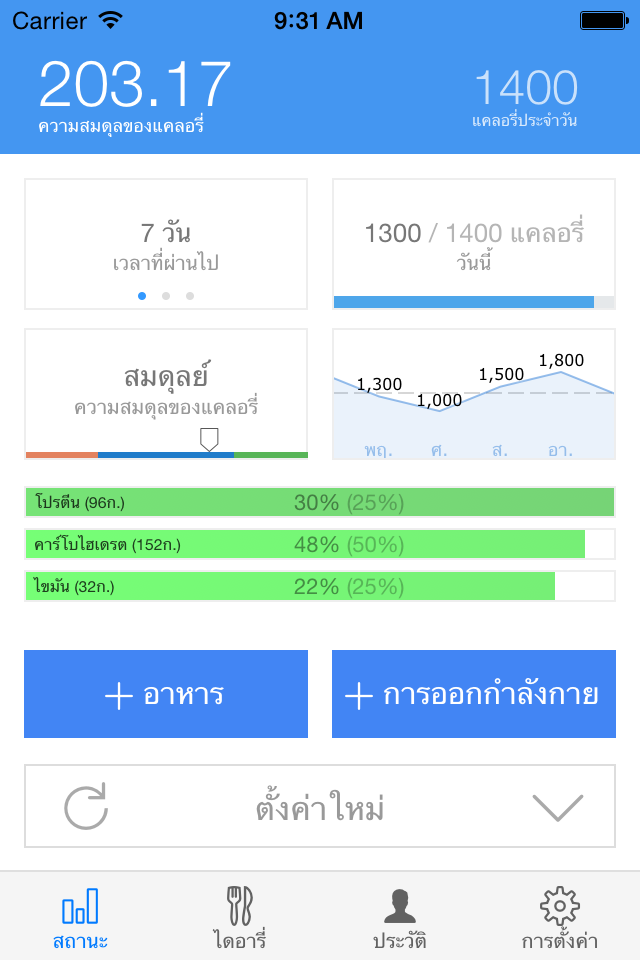 Carrier 9:31 AM
203.17
ความสมดุลของแคลอรี่
1400
แคลอรี่ประจำวัน
7 วัน
เวลาที่ผ่านไป
1300 / 1400 แคลอรี่
วันนี้
สมดุลย์
ความสมดุลของแคลอรี่
1,300
1,000
1,500
1,800
พฤ. ศ. ส. อา.
โปรตีน (96ก.) 30% (25%)
คาร์โบไฮเดรต (152ก.) 48% (50%)
ไขมัน (32ก.) 22% (25%)
+ อาหาร
+ การออกกำลังกาย
ตั้งค่าใหม่
สถานะ ไดอารี่ ประวัติ การตั้งค่า